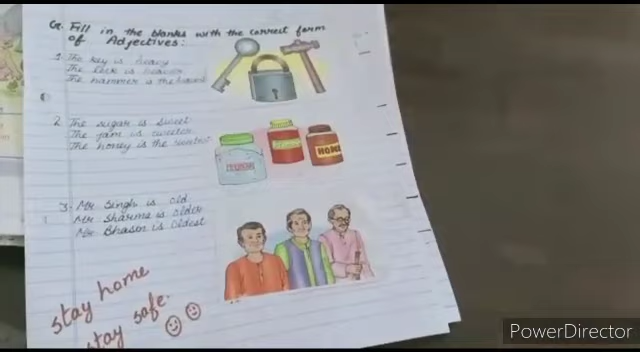 G. Fill in the blanks with the correct form
of Adjectives:
1. The key is heavy
The lock is heavier
The hammer is the heaviest
2. The sugar is sweet
The jam is sweeter
The honey is the sweetest
3. Mr Singh is old
Mr Sharma is older
Mr Bhasin is oldest
stay home
stay safe.
PowerDirector